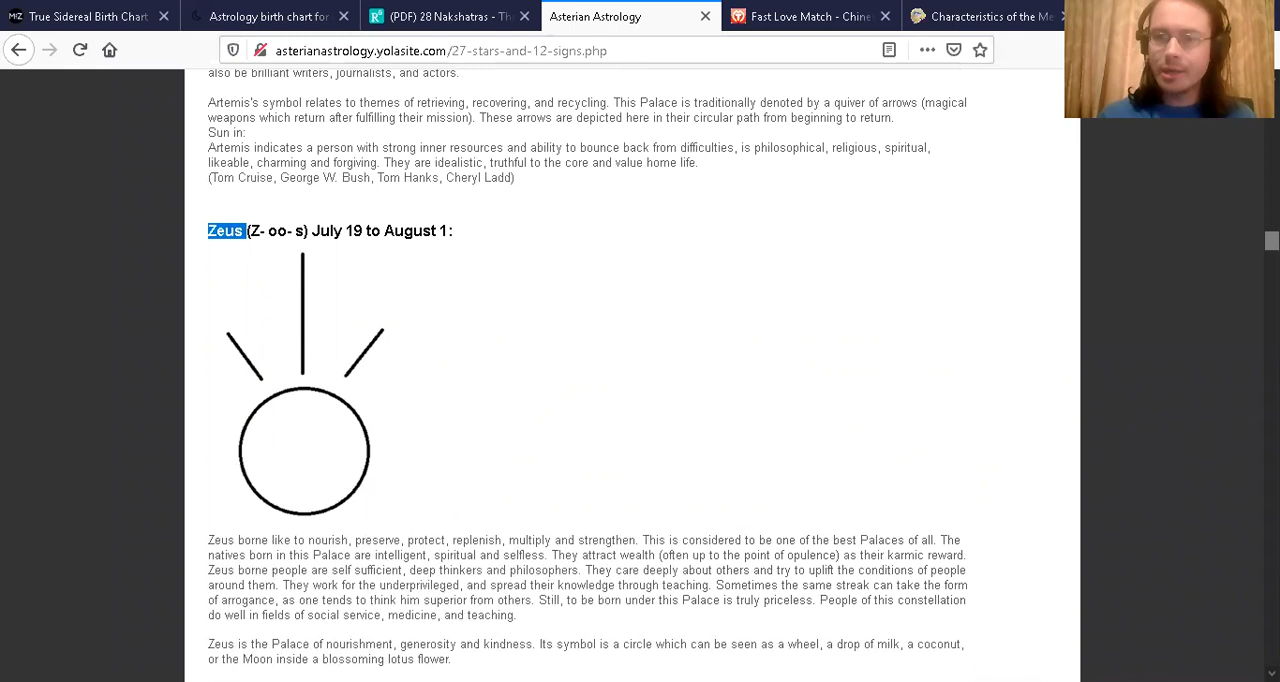 True Sidereal Birth Chart
Astrology birth chart for
(PDF) 28 Nakshatras - Th
Asterian Astrology
Fast Love Match - Chine
Characteristics of the Me
asterianastrology.yolasite.com/27-stars-and-12-signs.php
also be brilliant writers, journalists, and actors.
Artemis's symbol relates to themes of retrieving, recovering, and recycling. This Palace is traditionally denoted by a quiver of arrows (magical
weapons which return after fulfilling their mission). These arrows are depicted here in their circular path from beginning to return.
Sun in:
Artemis indicates a person with strong inner resources and ability to bounce back from difficulties, is philosophical, religious, spiritual,
likeable, charming and forgiving. They are idealistic, truthful to the core and value home life.
(Tom Cruise, George W. Bush, Tom Hanks, Cheryl Ladd)
Zeus (Z- oo- s) July 19 to August 1:
Zeus borne like to nourish, preserve, protect, replenish, multiply and strengthen. This is considered to be one of the best Palaces of all. The
natives born in this Palace are intelligent, spiritual and selfless. They attract wealth (often up to the point of opulence) as their karmic reward.
Zeus borne people are self sufficient, deep thinkers and philosophers. They care deeply about others and try to uplift the conditions of people
around them. They work for the underprivileged, and spread their knowledge through teaching. Sometimes the same streak can take the form
of arrogance, as one tends to think him superior from others. Still, to be born under this Palace is truly priceless. People of this constellation
do well in fields of social service, medicine, and teaching.
Zeus is the Palace of nourishment, generosity and kindness. Its symbol is a circle which can be seen as a wheel, a drop of milk, a coconut,
or the Moon inside a blossoming lotus flower.